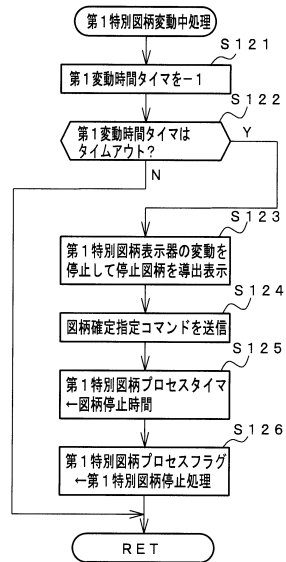 第１特別図柄変動中処理
Ｓ１２１
第１変動時間タイマを－１
Ｓ１２２
第１変動時間タイマは
タイムアウト？
Ｙ
Ｎ
Ｓ１２３
第１特別図柄表示器の変動を
停止して停止図柄を導出表示
Ｓ１２４
図柄確定指定コマンドを送信
Ｓ１２５
第１特別図柄プロセスタイマ
←図柄停止時間
Ｓ１２６
第１特別図柄プロセスフラグ
←第１特別図柄停止処理
ＲＥＴ